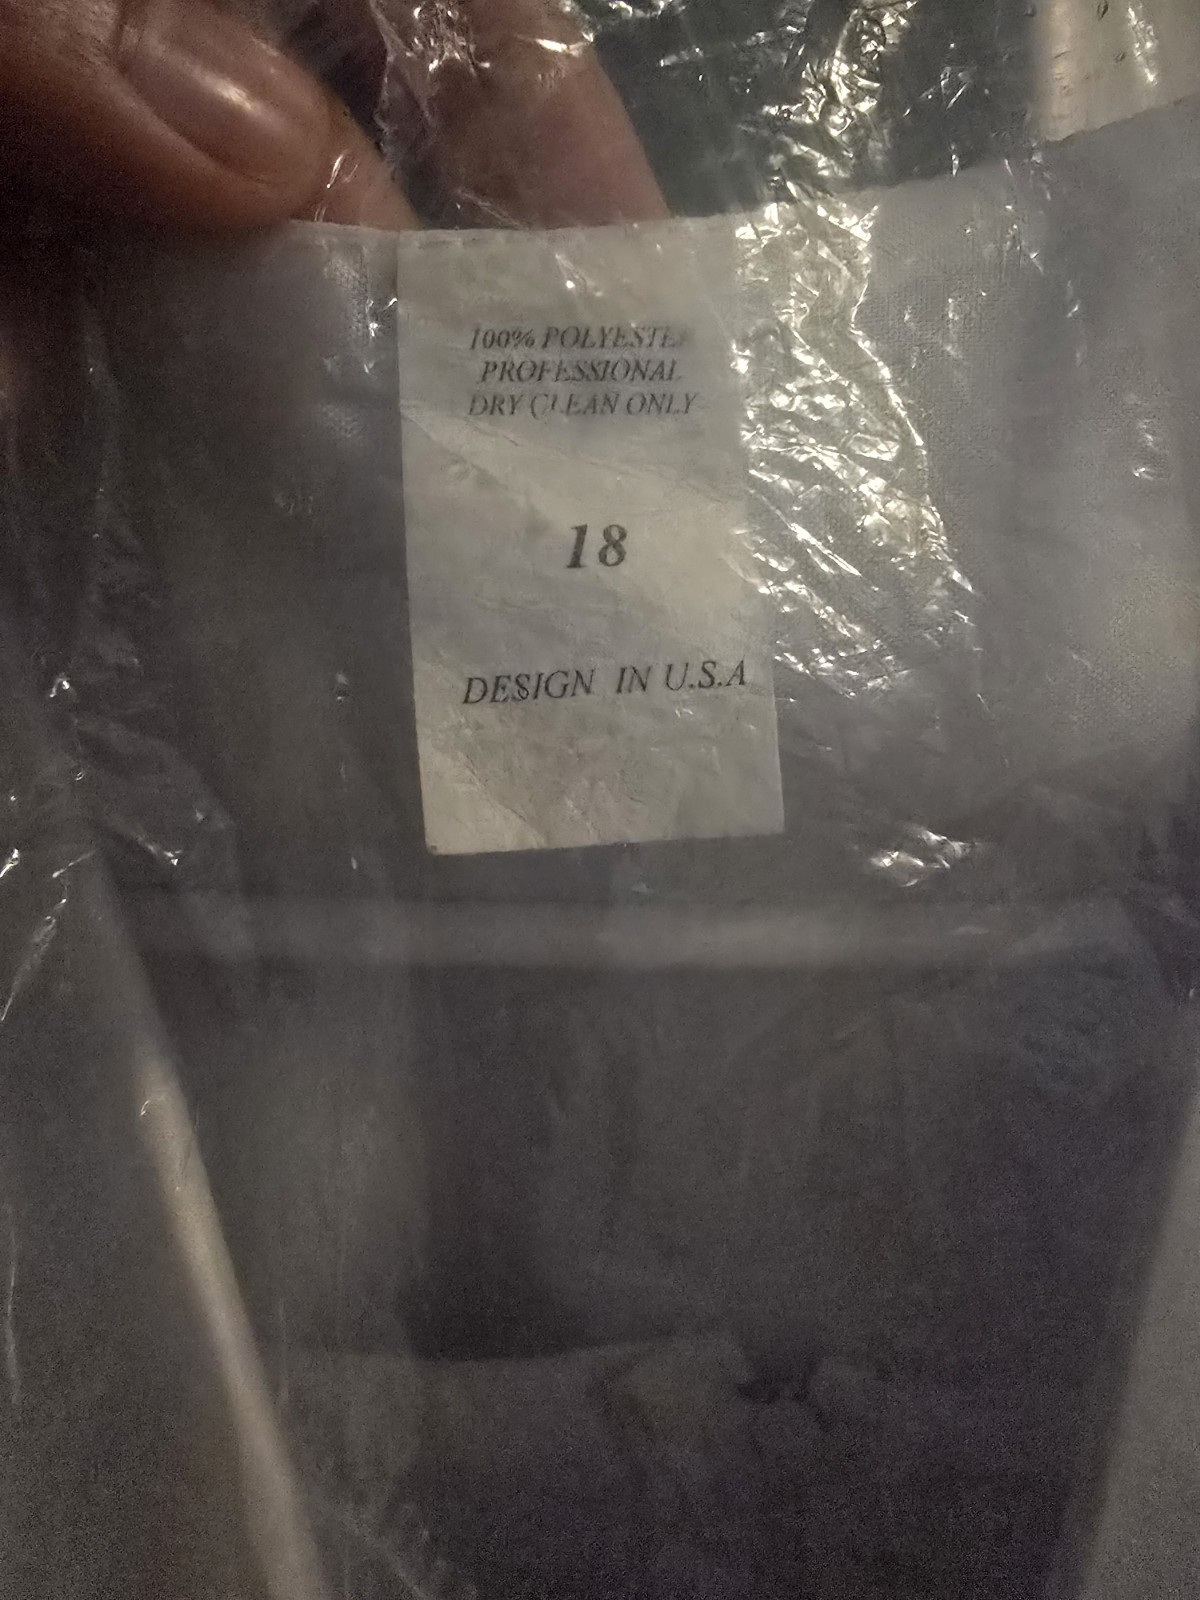 100% POLYESTER
PROFESSIONAL
DRY CLEAN ONLY
18
DESIGN IN U.S.A